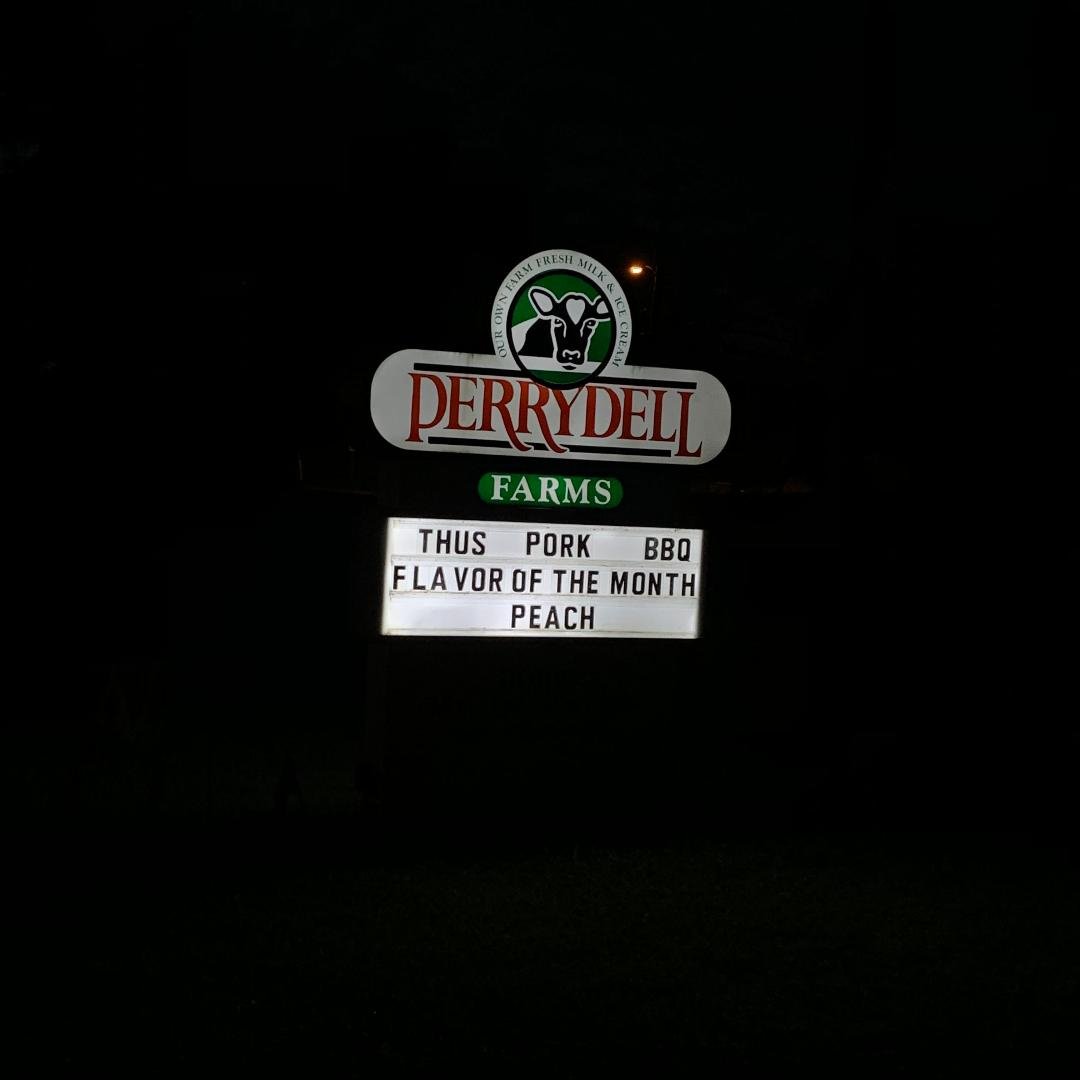 OUR OWN FARM FRESH MILK & ICE CREAM
PERRYDELL
FARMS
THUS PORK BBQ
FLAVOR OF THE MONTH
PEACH